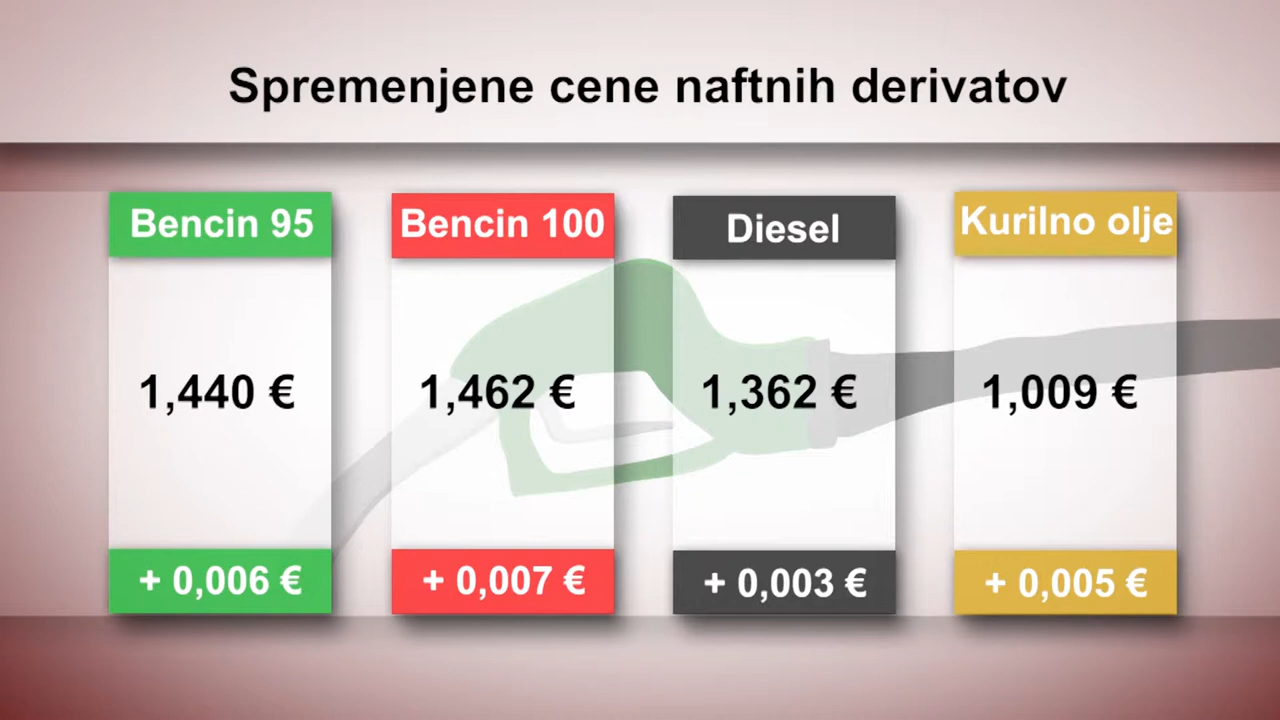 Spremenjene cene naftnih derivatov
Bencin 95
1,440 €
+ 0,006 €
Bencin 100
1,462 €
+ 0,007 €
Diesel
1,362 €
+ 0,003 €
Kurilno olje
1,009 €
+ 0,005 €